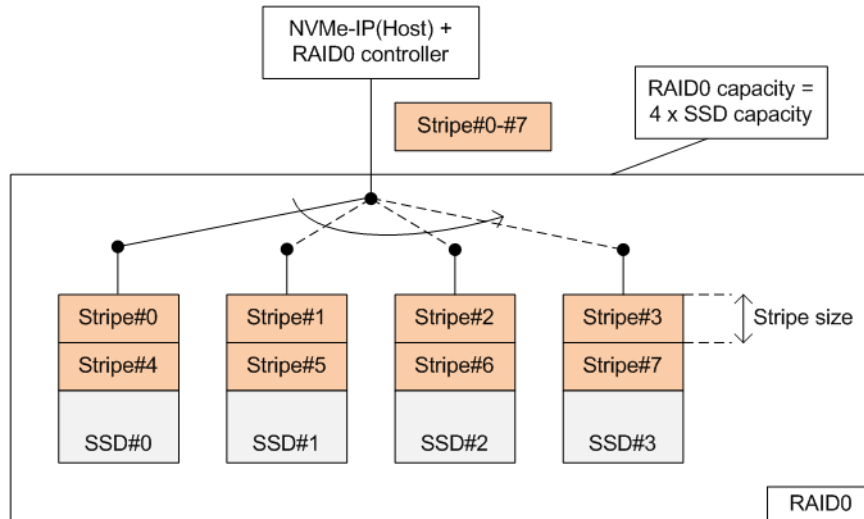 NVMe-IP(Host) +
RAID0 controller
RAID0 capacity =
4 x SSD capacity
Stripe#0-#7
Stripe#0
Stripe#1
Stripe#2
Stripe#3
Stripe size
Stripe#4
Stripe#5
Stripe#6
Stripe#7
SSD#0
SSD#1
SSD#2
SSD#3
RAID0